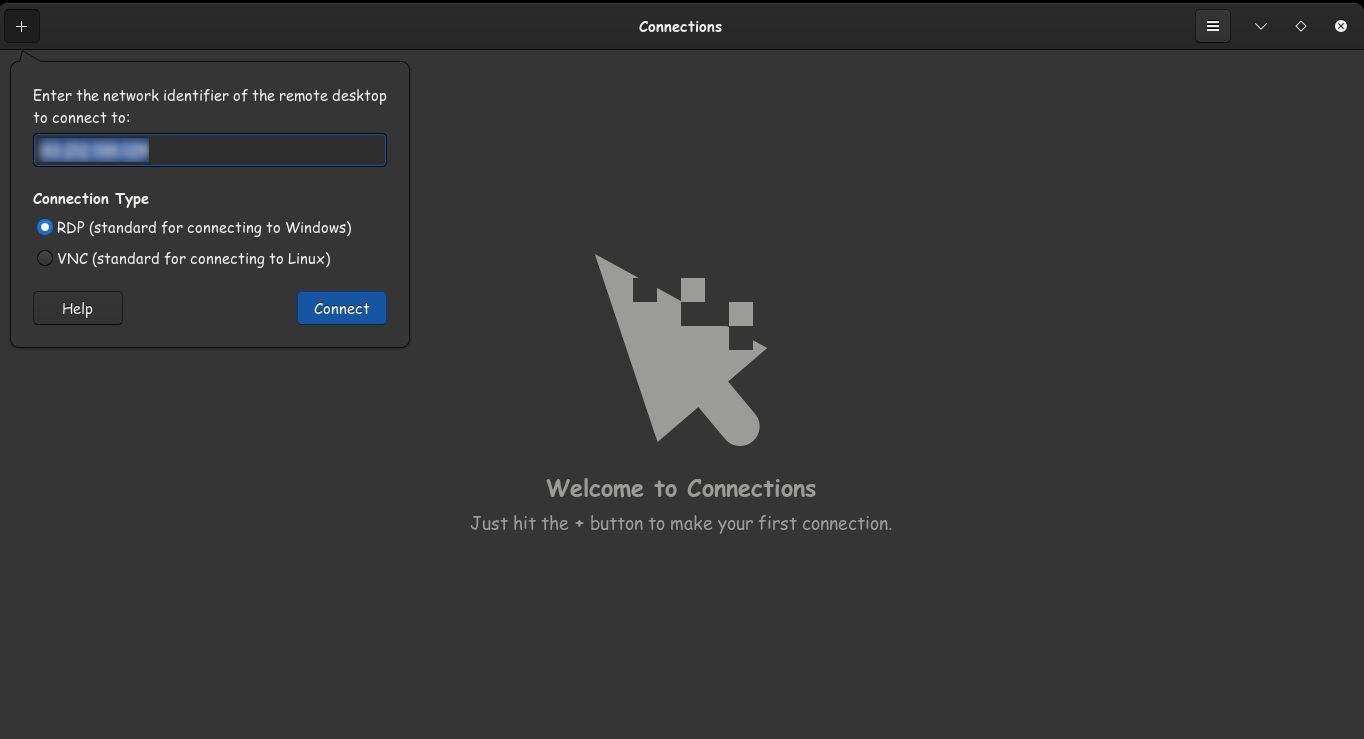 Connections
Enter the network identifier of the remote desktop
to connect to:
Connection Type
RDP (standard for connecting to Windows)
VNC (standard for connecting to Linux)
Help
Connect
Welcome to Connections
Just hit the + button to make your first connection.